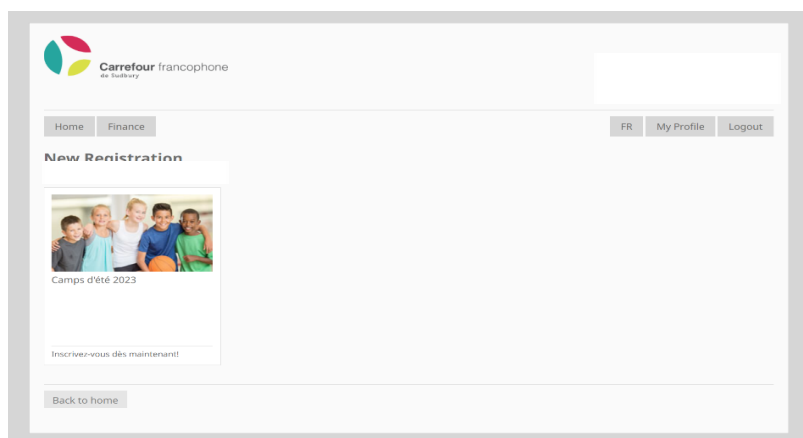 Carrefour francophone
de Sudbury
Home Finance FR My Profile Logout
New Registration
Camps d'été 2023
Inscrivez-vous dès maintenant!
Back to home